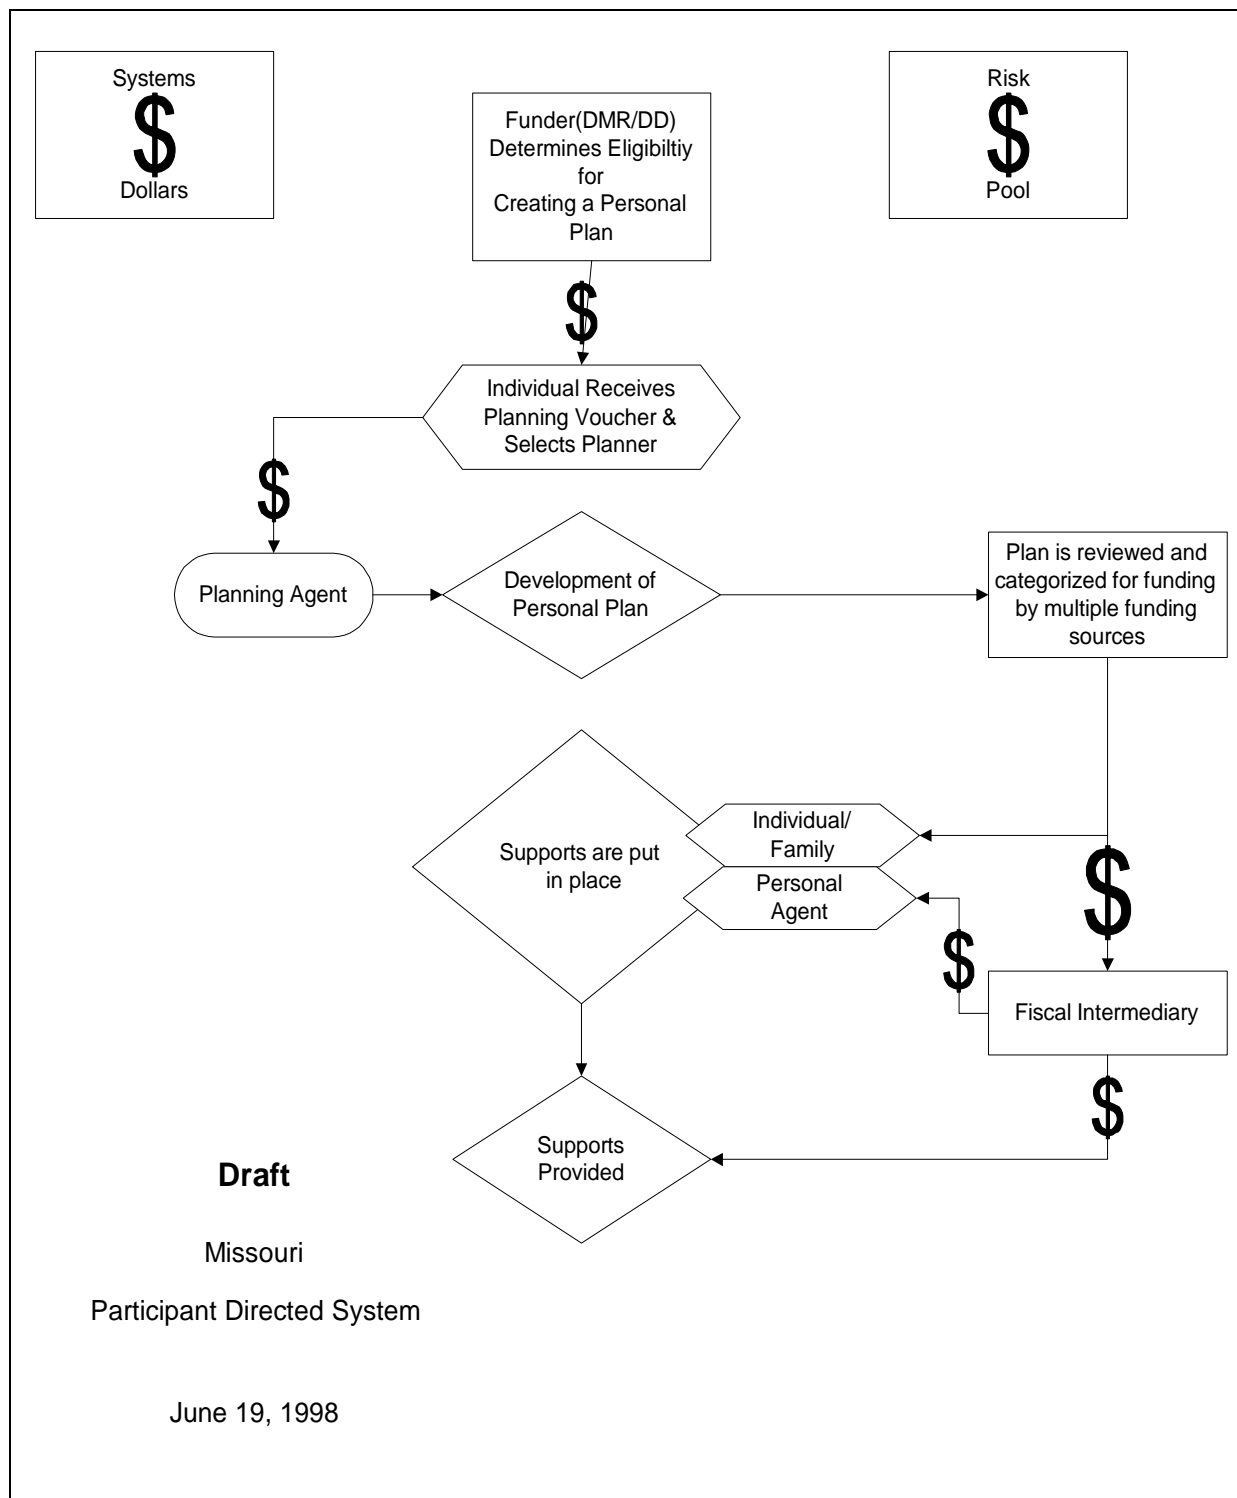 Systems
$
Dollars
Funder(DMR/DD)
Determines Eligibiltiy
for
Creating a Personal
Plan
Risk
$
Pool
$
Individual Receives
Planning Voucher &
Selects Planner
$
Planning Agent
Development of
Personal Plan
Plan is reviewed and
categorized for funding
by multiple funding
sources
Supports are put
in place
Individual/
Family
Personal
Agent
$
$
Fiscal Intermediary
$
Supports
Provided
Draft
Missouri
Participant Directed System
June 19, 1998